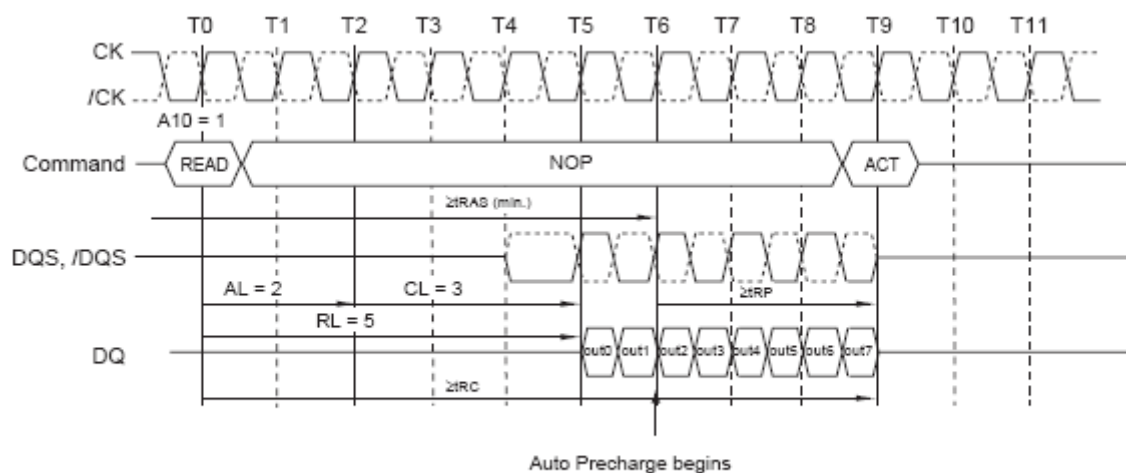 T0 T1 T2 T3 T4 T5 T6 T7 T8 T9 T10 T11
CK
/CK
A10 = 1
Command READ NOP ACT
≥tRAS (min.)
DQS, /DQS
AL = 2 CL = 3 ≥tRP
RL = 5
DQ out0 out1 out2 out3 out4 out5 out6 out7
≥tRC
Auto Precharge begins